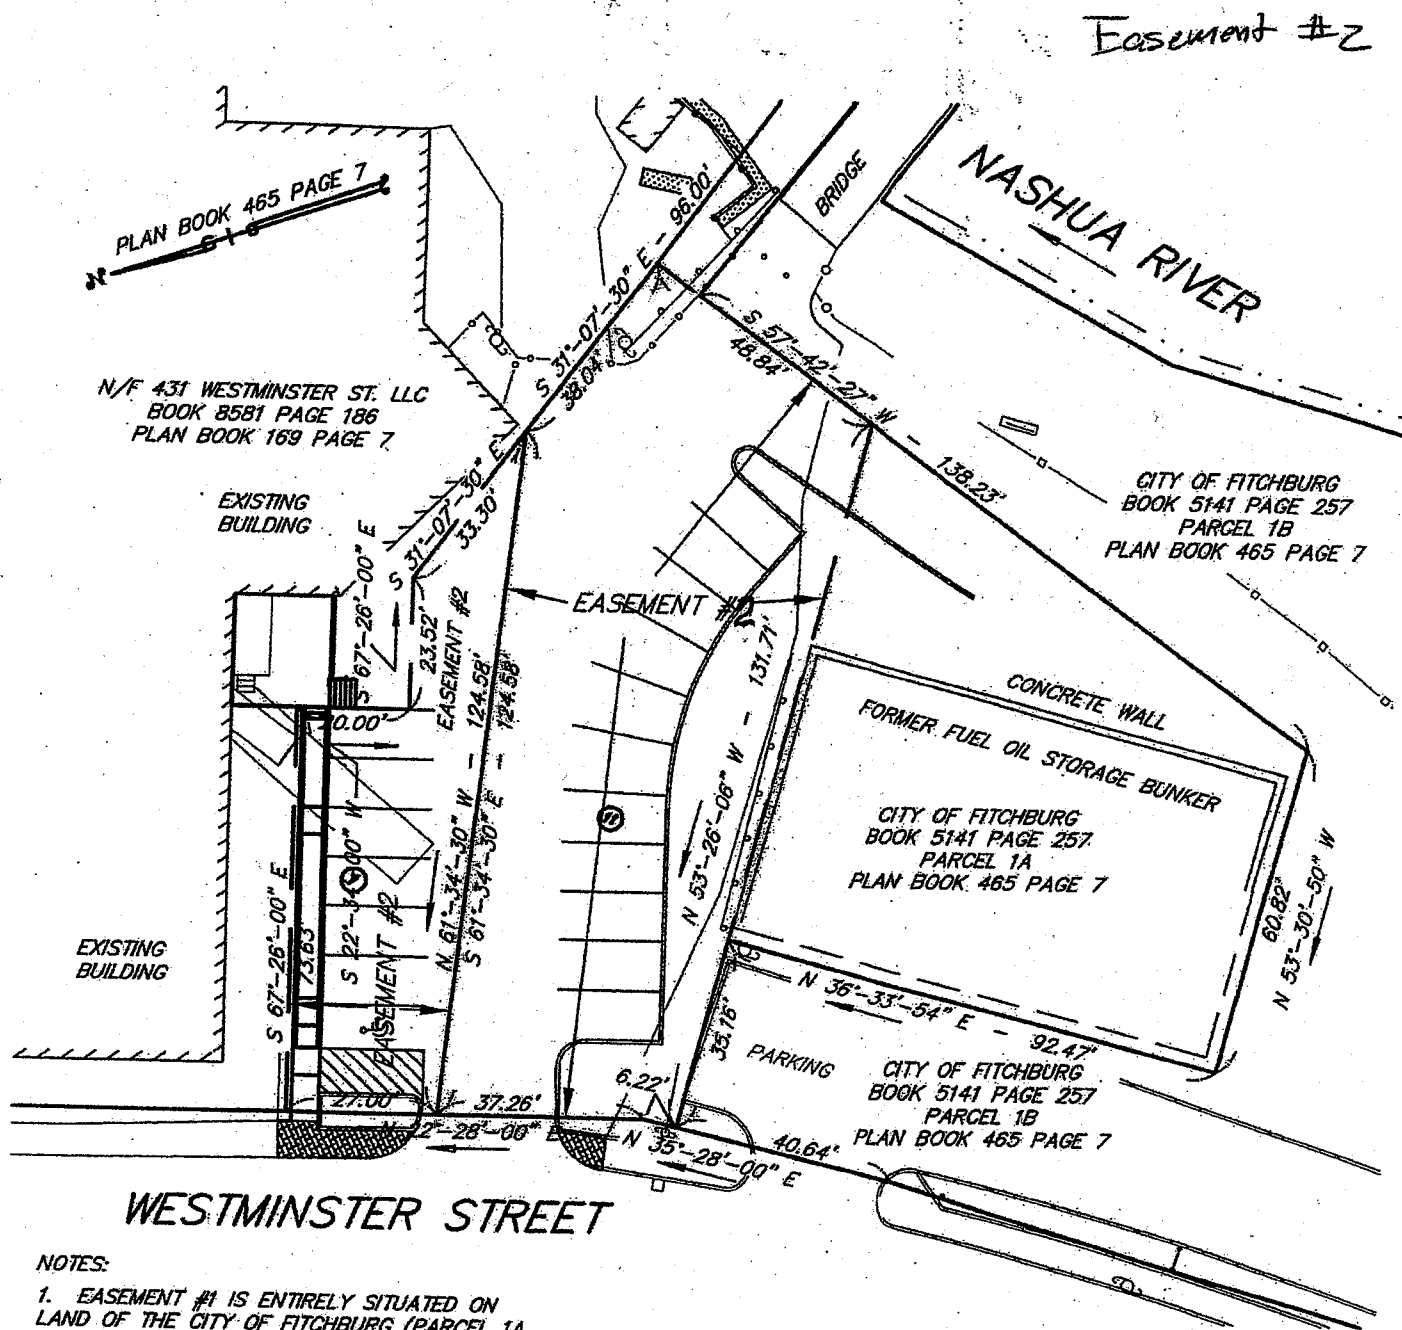 Easement #2
PLAN BOOK 465 PAGE 7
N
NASHUA RIVER
BRIDGE
S 31°-07'-30" E - 96.00'
38.04'
S 57°-42'-27" W - 138.23'
48.84'
N/F 431 WESTMINSTER ST. LLC
BOOK 8581 PAGE 186
PLAN BOOK 169 PAGE 7
EXISTING
BUILDING
S 31°-07'-30" E
33.30'
S 67°-26'-00" E
23.52'
CITY OF FITCHBURG
BOOK 5141 PAGE 257
PARCEL 1B
PLAN BOOK 465 PAGE 7
EASEMENT
EASEMENT #2
N 61°-34'-30" W - 124.58'
S 61°-34'-30" E - 124.58'
N 53°-26'-06" W - 131.71'
CONCRETE WALL
FORMER FUEL OIL STORAGE BUNKER
CITY OF FITCHBURG
BOOK 5141 PAGE 257
PARCEL 1A
PLAN BOOK 465 PAGE 7
60.82'
N 53°-30'-50" W
EXISTING
BUILDING
S 67°-26'-00" E
73.63'
EASEMENT #2
N 36°-33'-54" E - 92.47'
35.16'
PARKING
CITY OF FITCHBURG
BOOK 5141 PAGE 257
PARCEL 1B
PLAN BOOK 465 PAGE 7
6.22'
27.00'
37.26'
N 35°-28'-00" E
40.64'
WESTMINSTER STREET
NOTES:
1. EASEMENT #1 IS ENTIRELY SITUATED ON
LAND OF THE CITY OF FITCHBURG (PARCEL 1A